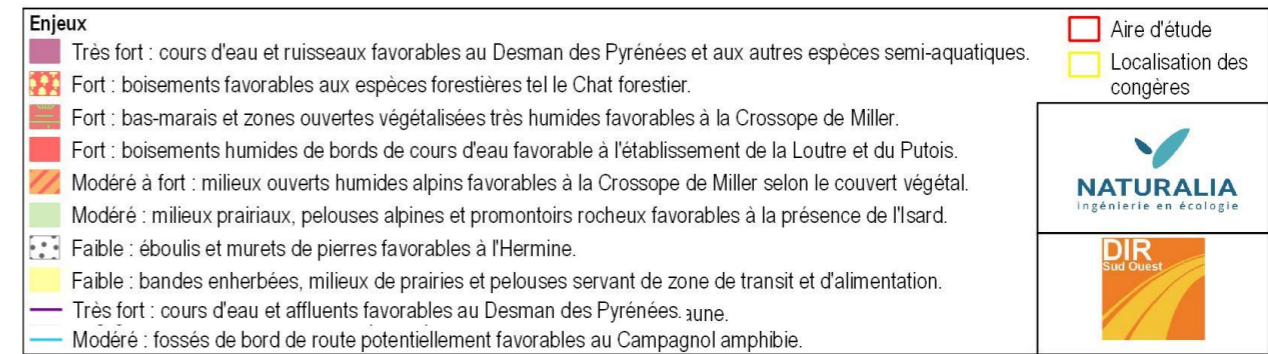 Enjeux
Très fort : cours d'eau et ruisseaux favorables au Desman des Pyrénées et aux autres espèces semi-aquatiques.
Fort : boisements favorables aux espèces forestières tel le Chat forestier.
Fort : bas-marais et zones ouvertes végétalisées très humides favorables à la Crossope de Miller.
Fort : boisements humides de bords de cours d'eau favorable à l'établissement de la Loutre et du Putois.
Modéré à fort : milieux ouverts humides alpins favorables à la Crossope de Miller selon le couvert végétal.
Modéré : milieux prairiaux, pelouses alpines et promontoirs rocheux favorables à la présence de l'Isard.
Faible : éboulis et murets de pierres favorables à l'Hermine.
Faible : bandes enherbées, milieux de prairies et pelouses servant de zone de transit et d'alimentation.
Très fort : cours d'eau et affluents favorables au Desman des Pyrénées. aune.
Modéré : fossés de bord de route potentiellement favorables au Campagnol amphibie.
Aire d'étude
Localisation des
congères
NATURALIA
ingénierie en écologie
DIR
Sud Ouest